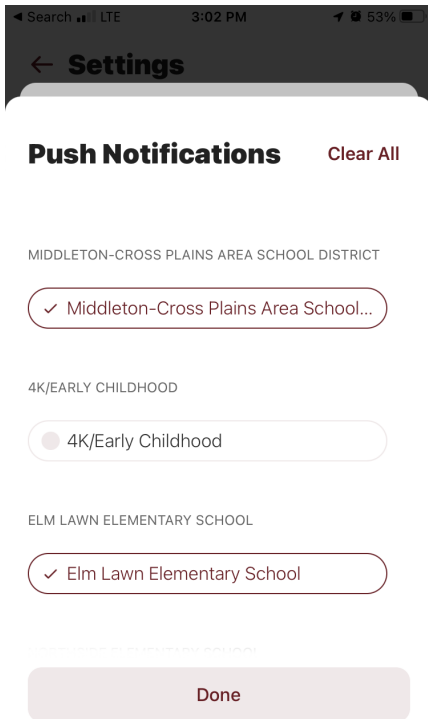 ◀ Search LTE 3:02 PM 53%
← Settings
Push Notifications Clear All
MIDDLETON-CROSS PLAINS AREA SCHOOL DISTRICT
✓ Middleton-Cross Plains Area School...
4K/EARLY CHILDHOOD
4K/Early Childhood
ELM LAWN ELEMENTARY SCHOOL
✓ Elm Lawn Elementary School
Done